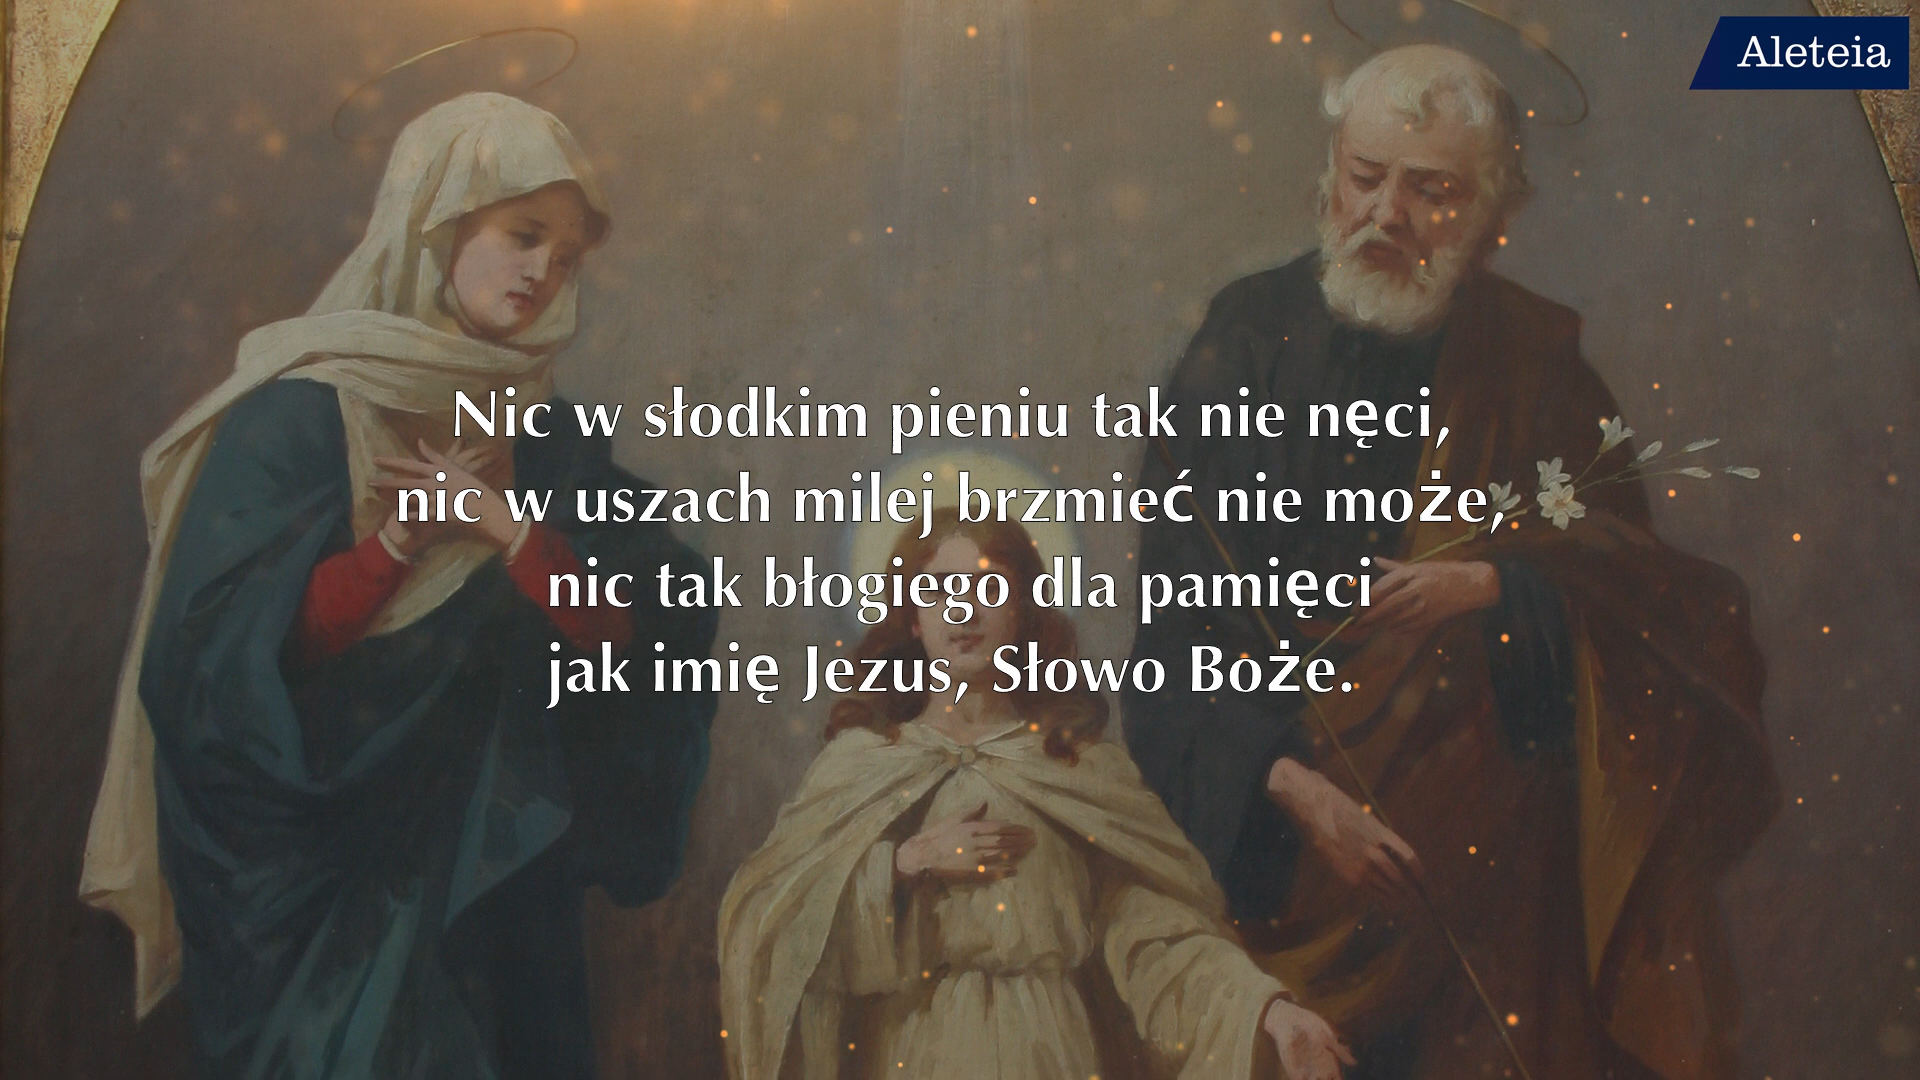 Aleteia
Nic w słodkim pieniu tak nie nęci,
nic w uszach milej brzmieć nie może,
nic tak błogiego dla pamięci
jak imię Jezus, Słowo Boże.